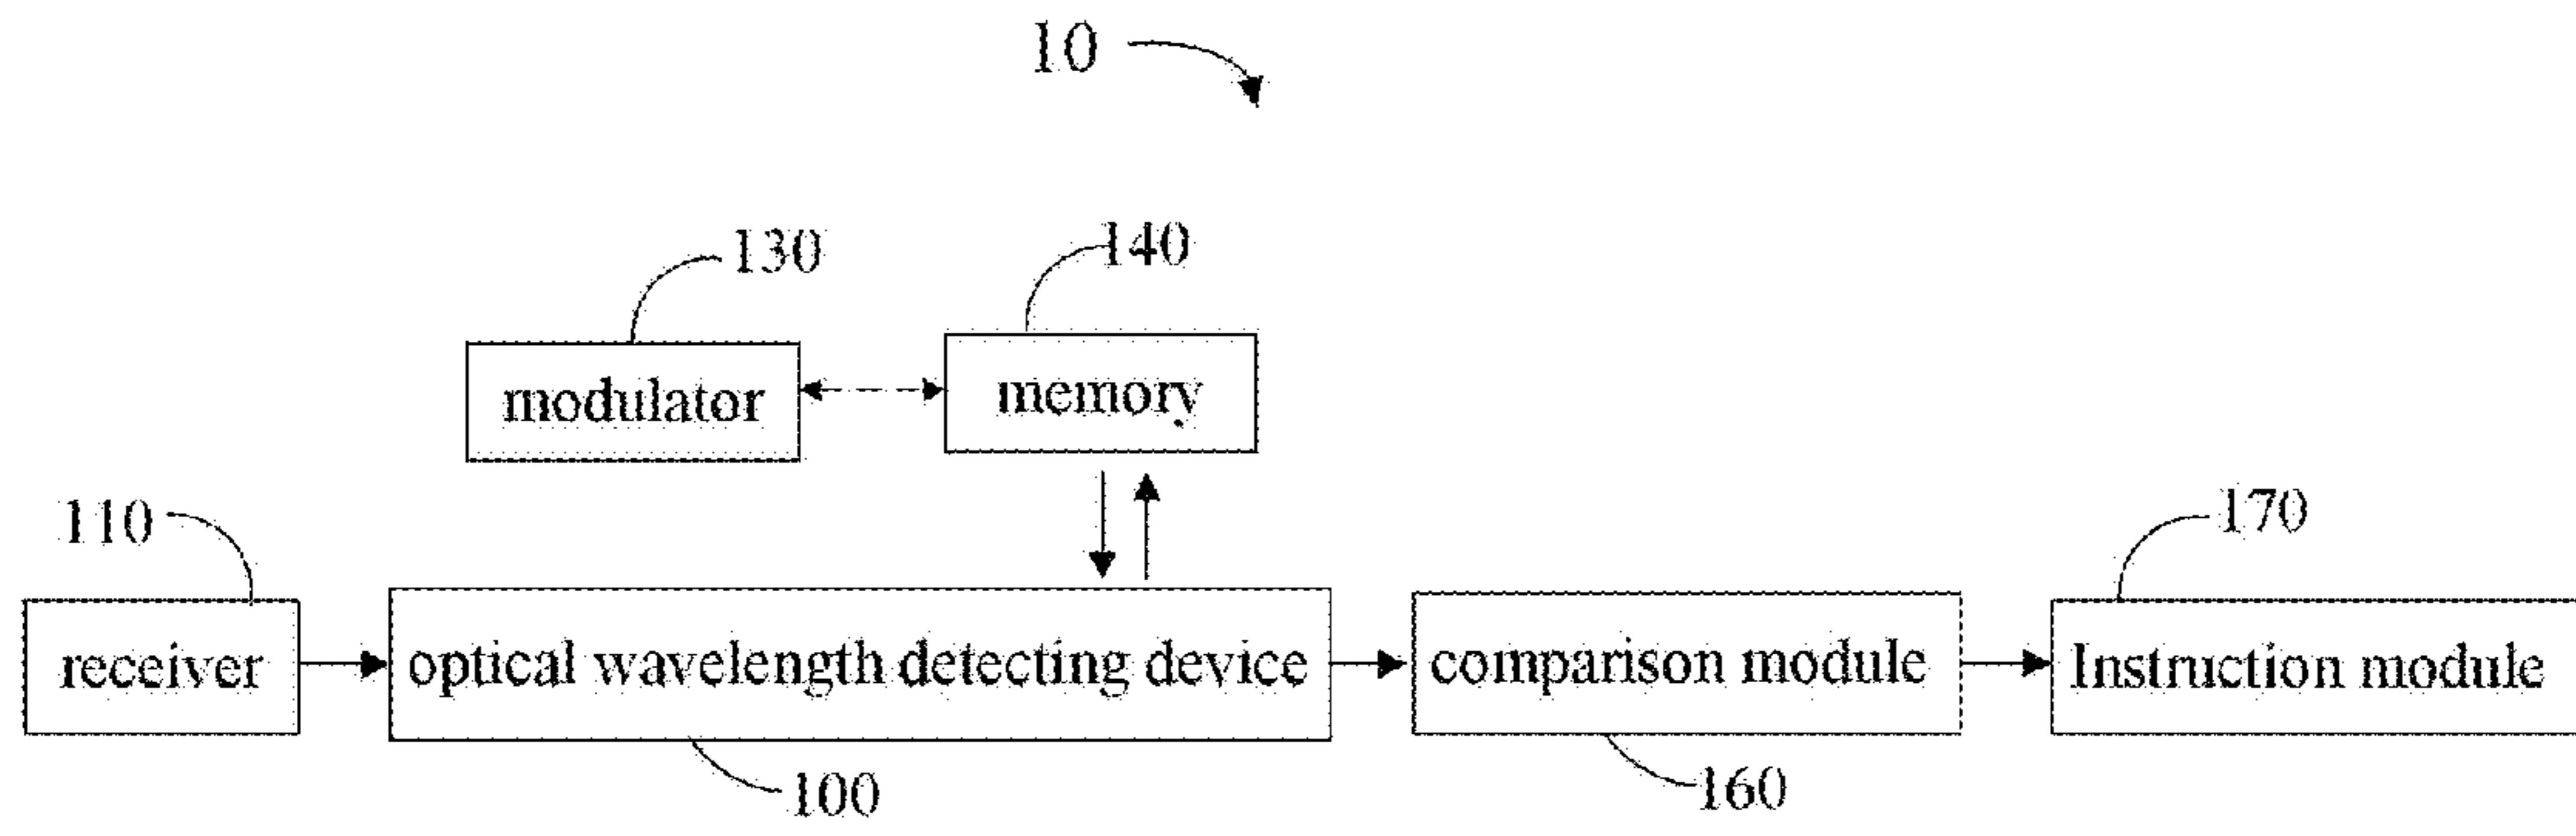 10
130
140
modulator
memory
110
170
receiver
optical wavelength detecting device
comparison module
Instruction module
100
160